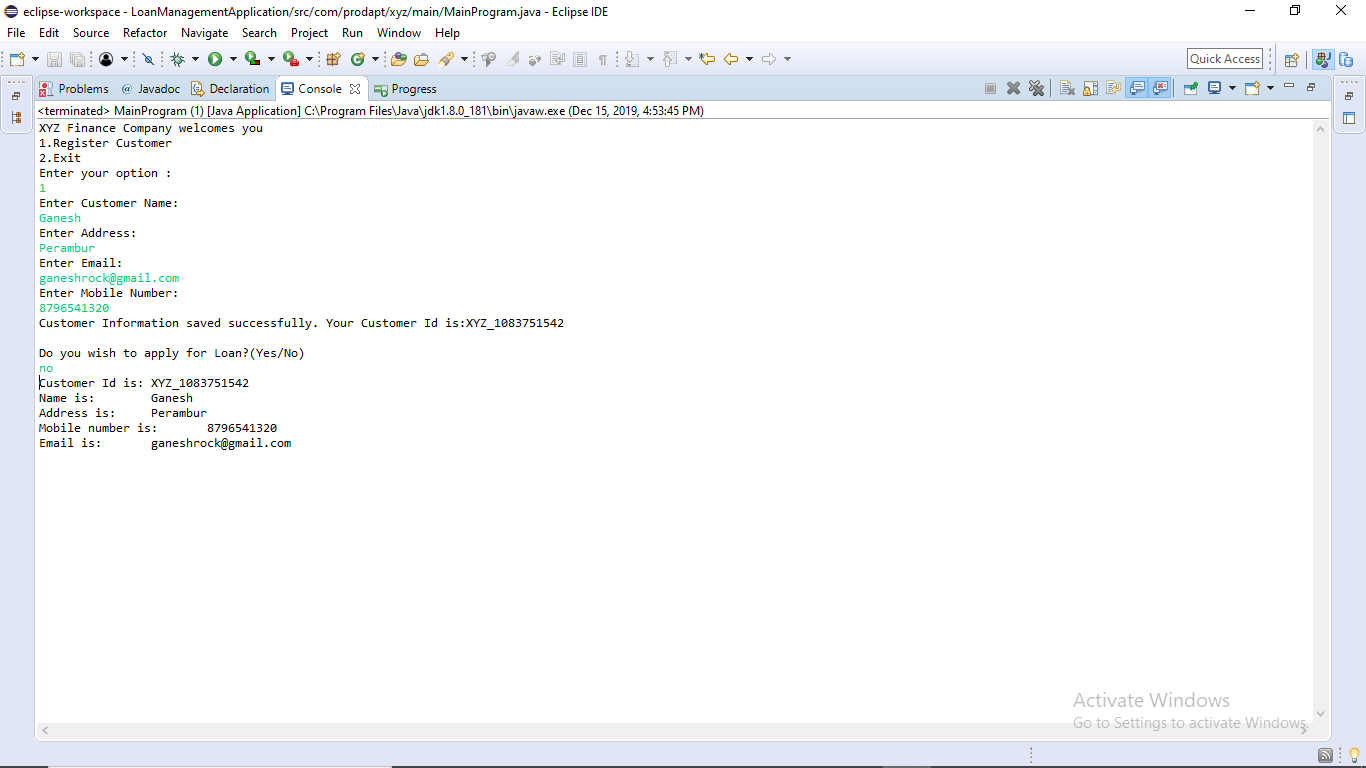 eclipse-workspace - LoanManagementApplication/src/com/prodapt/xyz/main/MainProgram.java - Eclipse IDE
File Edit Source Refactor Navigate Search Project Run Window Help
Quick Access
Problems @ Javadoc Declaration Console Progress
<terminated> MainProgram (1) [Java Application] C:\Program Files\Java\jdk1.8.0_181\bin\javaw.exe (Dec 15, 2019, 4:53:45 PM)
XYZ Finance Company welcomes you
1.Register Customer
2.Exit
Enter your option :
1
Enter Customer Name:
Ganesh
Enter Address:
Perambur
Enter Email:
ganeshrock@gmail.com
Enter Mobile Number:
8796541320
Customer Information saved successfully. Your Customer Id is:XYZ_1083751542
Do you wish to apply for Loan?(Yes/No)
no
Customer Id is: XYZ_1083751542
Name is: Ganesh
Address is: Perambur
Mobile number is: 8796541320
Email is: ganeshrock@gmail.com
Activate Windows
Go to Settings to activate Windows.